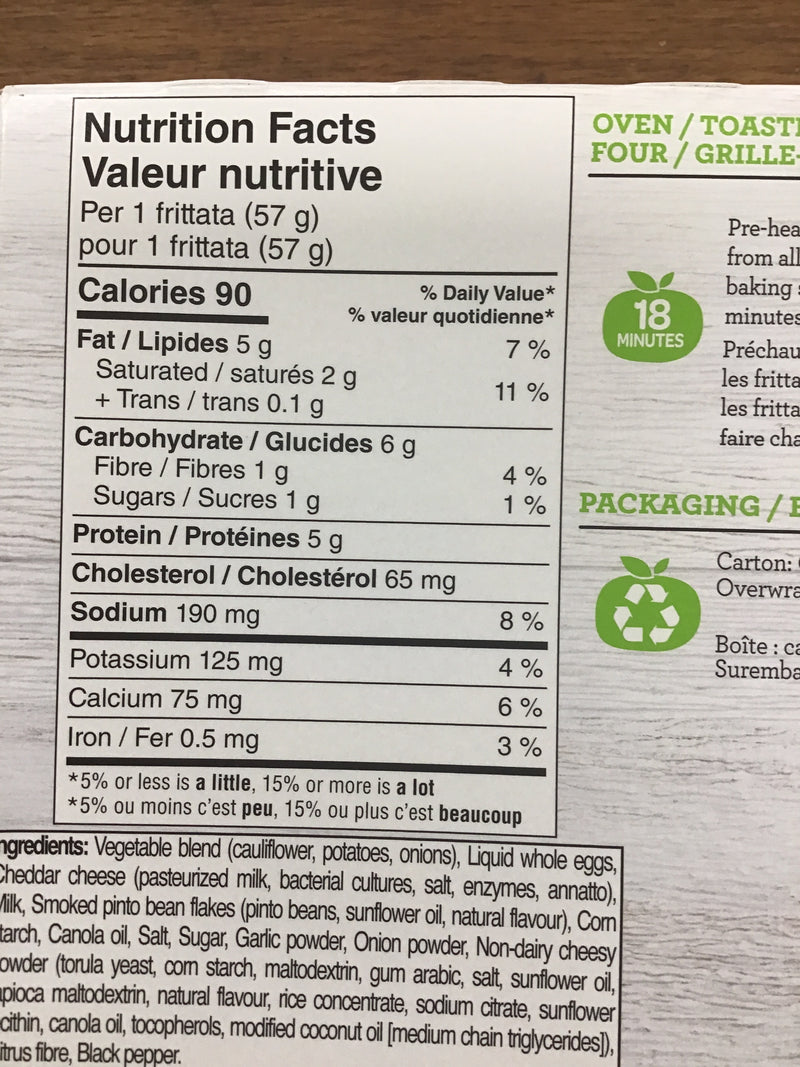 Nutrition Facts
Valeur nutritive
Per 1 frittata (57 g)
pour 1 frittata (57 g)
Calories 90
% Daily Value*
% valeur quotidienne*
Fat / Lipides 5 g 7 %
Saturated / saturés 2 g
+ Trans / trans 0.1 g
11 %
Carbohydrate / Glucides 6 g
Fibre / Fibres 1 g 4 %
Sugars / Sucres 1 g 1 %
Protein / Protéines 5 g
Cholesterol / Cholestérol 65 mg
Sodium 190 mg 8 %
Potassium 125 mg 4 %
Calcium 75 mg 6 %
Iron / Fer 0.5 mg 3 %
*5% or less is a little, 15% or more is a lot
*5% ou moins c'est peu, 15% ou plus c'est beaucoup
ngredients: Vegetable blend (cauliflower, potatoes, onions), Liquid whole eggs,
Cheddar cheese (pasteurized milk, bacterial cultures, salt, enzymes, annatto),
Milk, Smoked pinto bean flakes (pinto beans, sunflower oil, natural flavour), Corn
tarch, Canola oil, Salt, Sugar, Garlic powder, Onion powder, Non-dairy cheesy
owder (torula yeast, corn starch, maltodextrin, gum arabic, salt, sunflower oil,
apioca maltodextrin, natural flavour, rice concentrate, sodium citrate, sunflower
cithin, canola oil, tocopherols, modified coconut oil [medium chain triglycerides]),
itrus fibre, Black pepper.
OVEN / TOAST
FOUR / GRILLE-
18
MINUTES
Pre-hea
from all
baking
minutes
Préchau
les fritta
les fritta
faire cha
PACKAGING /
Carton:
Overwra
Boîte : ca
Suremba